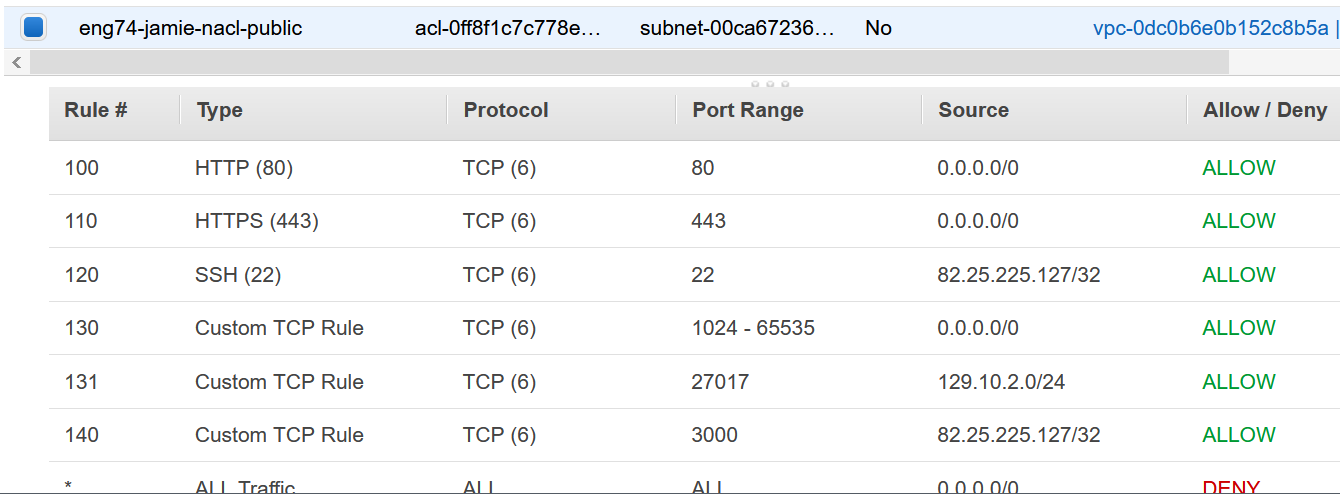 eng74-jamie-nacl-public acl-0ff8f1c7c778e… subnet-00ca67236… No vpc-0dc0b6e0b152c8b5a |
Rule # Type Protocol Port Range Source Allow / Deny
100 HTTP (80) TCP (6) 80 0.0.0.0/0 ALLOW
110 HTTPS (443) TCP (6) 443 0.0.0.0/0 ALLOW
120 SSH (22) TCP (6) 22 82.25.225.127/32 ALLOW
130 Custom TCP Rule TCP (6) 1024 - 65535 0.0.0.0/0 ALLOW
131 Custom TCP Rule TCP (6) 27017 129.10.2.0/24 ALLOW
140 Custom TCP Rule TCP (6) 3000 82.25.225.127/32 ALLOW
* ALL Traffic ALL ALL 0.0.0.0/0 DENY